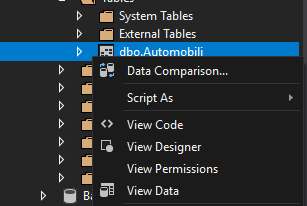 Tables
System Tables
External Tables
dbo.Automobili
Data Comparison...
Script As
View Code
View Designer
View Permissions
View Data